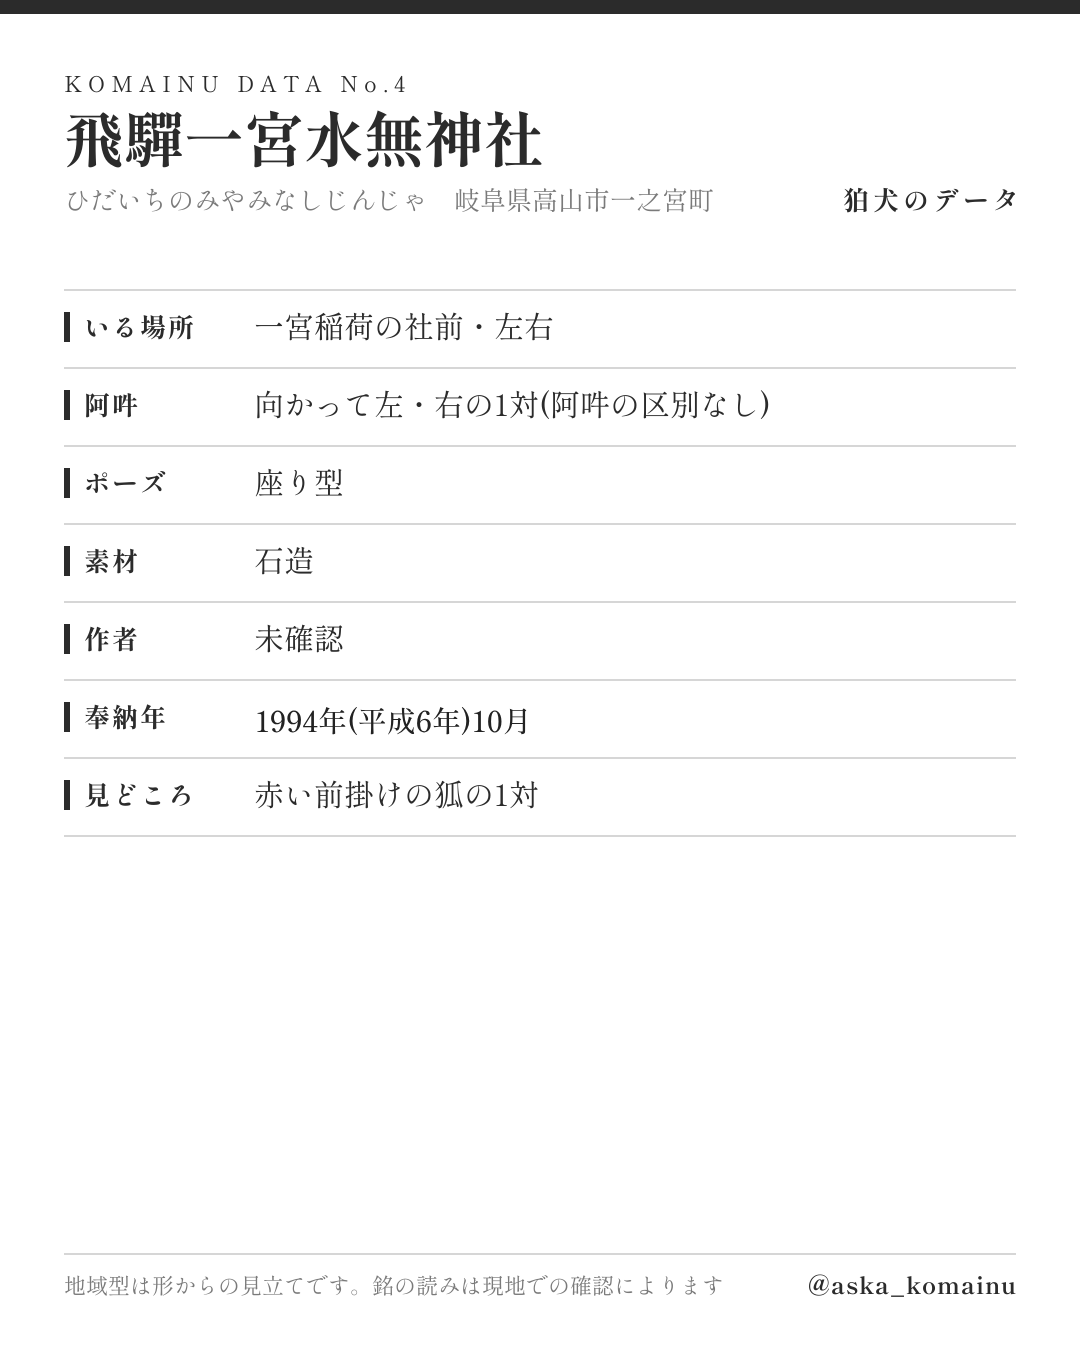 KOMAINU DATA No.4
飛驒一宮水無神社
ひだいちのみやみなしじんじゃ　岐阜県高山市一之宮町
狛犬のデータ
いる場所　一宮稲荷の社前・左右
阿吽　向かって左・右の1対(阿吽の区別なし)
ポーズ　座り型
素材　石造
作者　未確認
奉納年　1994年(平成6年)10月
見どころ　赤い前掛けの狐の1対
地域型は形からの見立てです。銘の読みは現地での確認によります
@aska_komainu